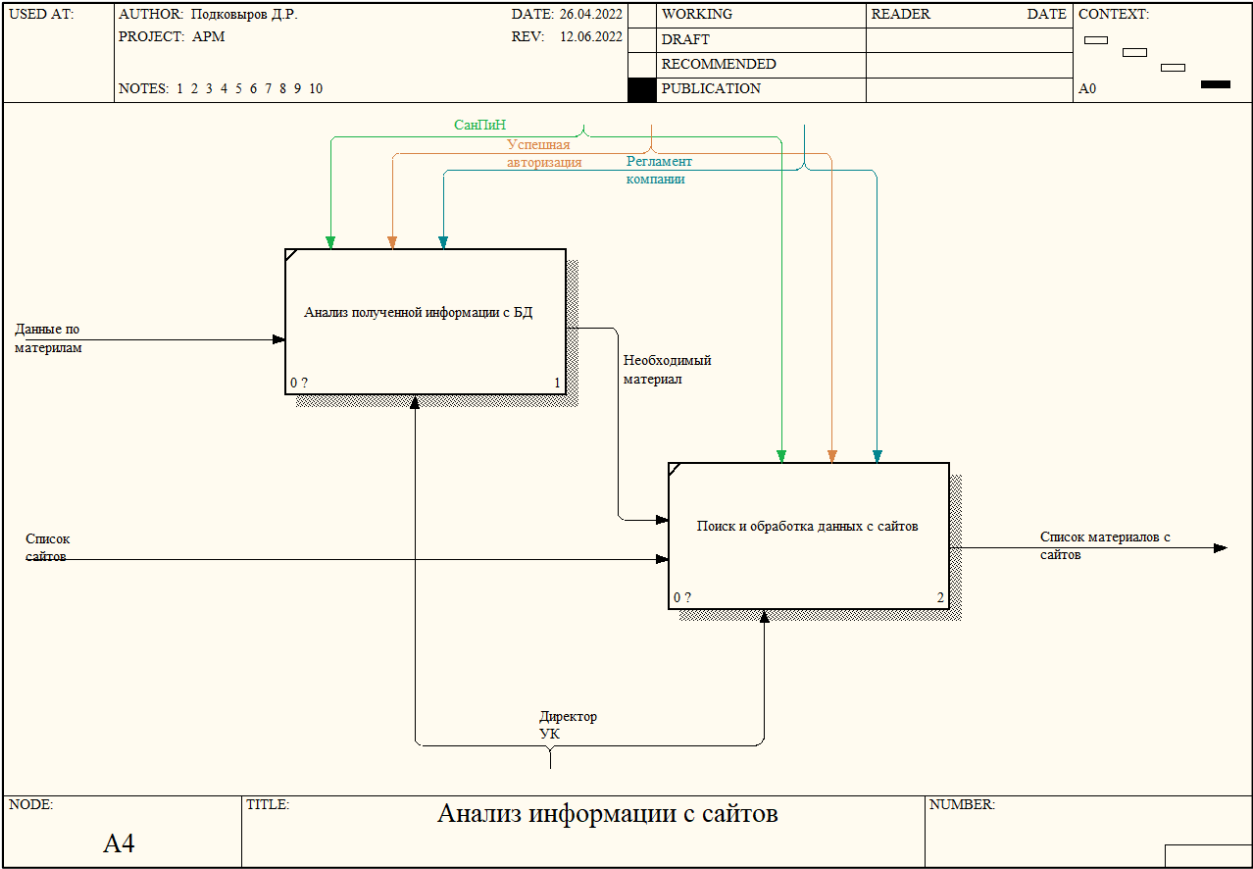 USED AT:
AUTHOR: Подковыров Д.Р.
DATE: 26.04.2022
PROJECT: АРМ
REV: 12.06.2022
NOTES: 1 2 3 4 5 6 7 8 9 10
WORKING
DRAFT
RECOMMENDED
PUBLICATION
READER DATE
CONTEXT:
A0
СанПиН
Успешная
авторизация
Регламент
компании
Анализ полученной информации с БД
0 ?
1
Данные по
материлам
Необходимый
материал
Поиск и обработка данных с сайтов
0 ?
2
Список
сайтов
Список материалов с
сайтов
Директор
УК
NODE:
A4
TITLE:
Анализ информации с сайтов
NUMBER: